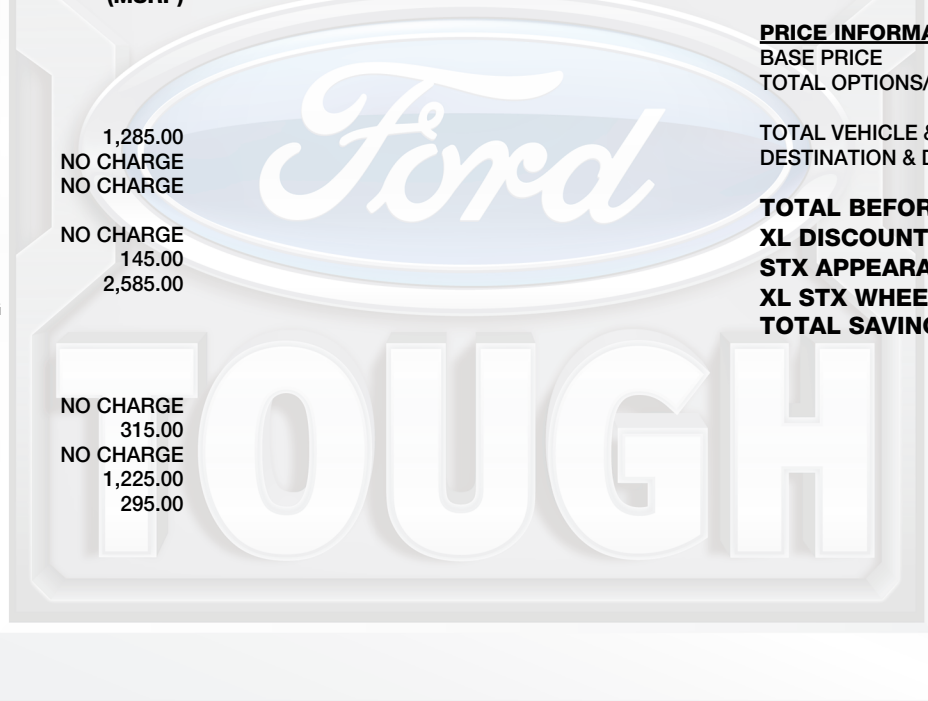 (MSRP)
1,285.00
NO CHARGE
NO CHARGE
NO CHARGE
145.00
2,585.00
NO CHARGE
315.00
NO CHARGE
1,225.00
295.00
PRICE INFORMA
BASE PRICE
TOTAL OPTIONS/
TOTAL VEHICLE &
DESTINATION & D
TOTAL BEFOR
XL DISCOUNT
STX APPEARA
XL STX WHEE
TOTAL SAVING
Ford
TOUGH